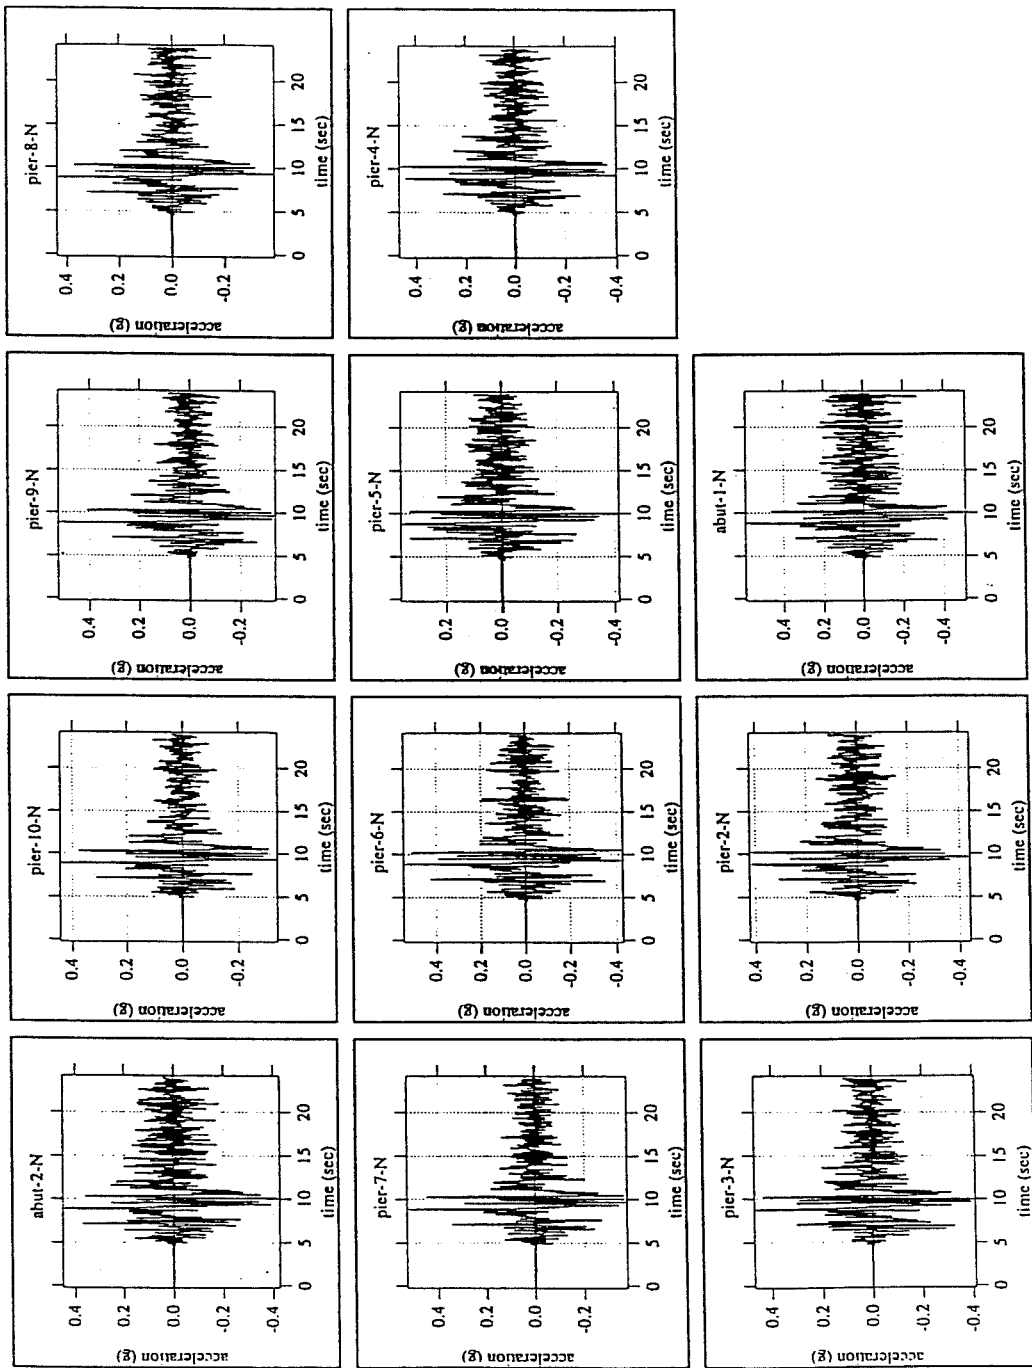 abut-2-N
acceleration (g)
0.4
0.2
0.0
-0.2
-0.4
0 5 10 15 20
time (sec)
pier-10-N
acceleration (g)
0.4
0.2
0.0
-0.2
0 5 10 15 20
time (sec)
pier-9-N
acceleration (g)
0.4
0.2
0.0
-0.2
0 5 10 15 20
time (sec)
pier-8-N
acceleration (g)
0.4
0.2
0.0
-0.2
0 5 10 15 20
time (sec)
pier-7-N
acceleration (g)
0.4
0.2
0.0
-0.2
0 5 10 15 20
time (sec)
pier-6-N
acceleration (g)
0.4
0.2
0.0
-0.2
-0.4
0 5 10 15 20
time (sec)
pier-5-N
acceleration (g)
0.2
0.0
-0.2
-0.4
0 5 10 15 20
time (sec)
pier-4-N
acceleration (g)
0.4
0.2
0.0
-0.2
-0.4
0 5 10 15 20
time (sec)
pier-3-N
acceleration (g)
0.4
0.2
0.0
-0.2
-0.4
0 5 10 15 20
time (sec)
pier-2-N
acceleration (g)
0.4
0.2
0.0
-0.2
-0.4
0 5 10 15 20
time (sec)
abut-1-N
acceleration (g)
0.4
0.2
0.0
-0.2
-0.4
0 5 10 15 20
time (sec)